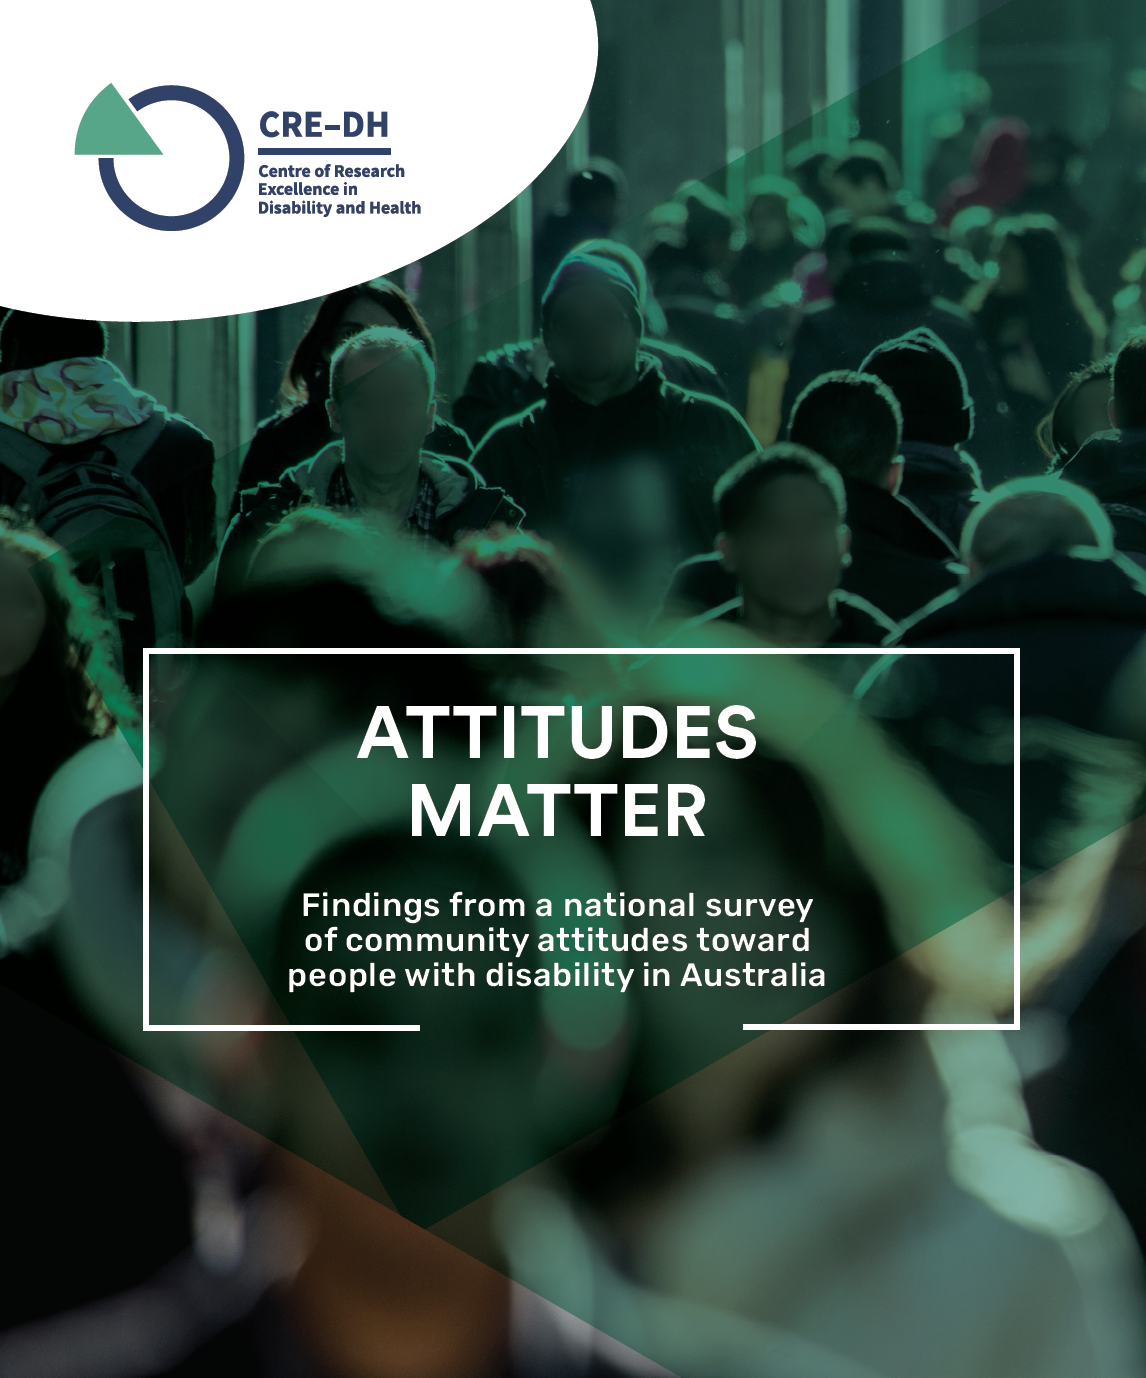 CRE-DH
Centre of Research
Excellence in
Disability and Health
ATTITUDES
MATTER
Findings from a national survey
of community attitudes toward
people with disability in Australia